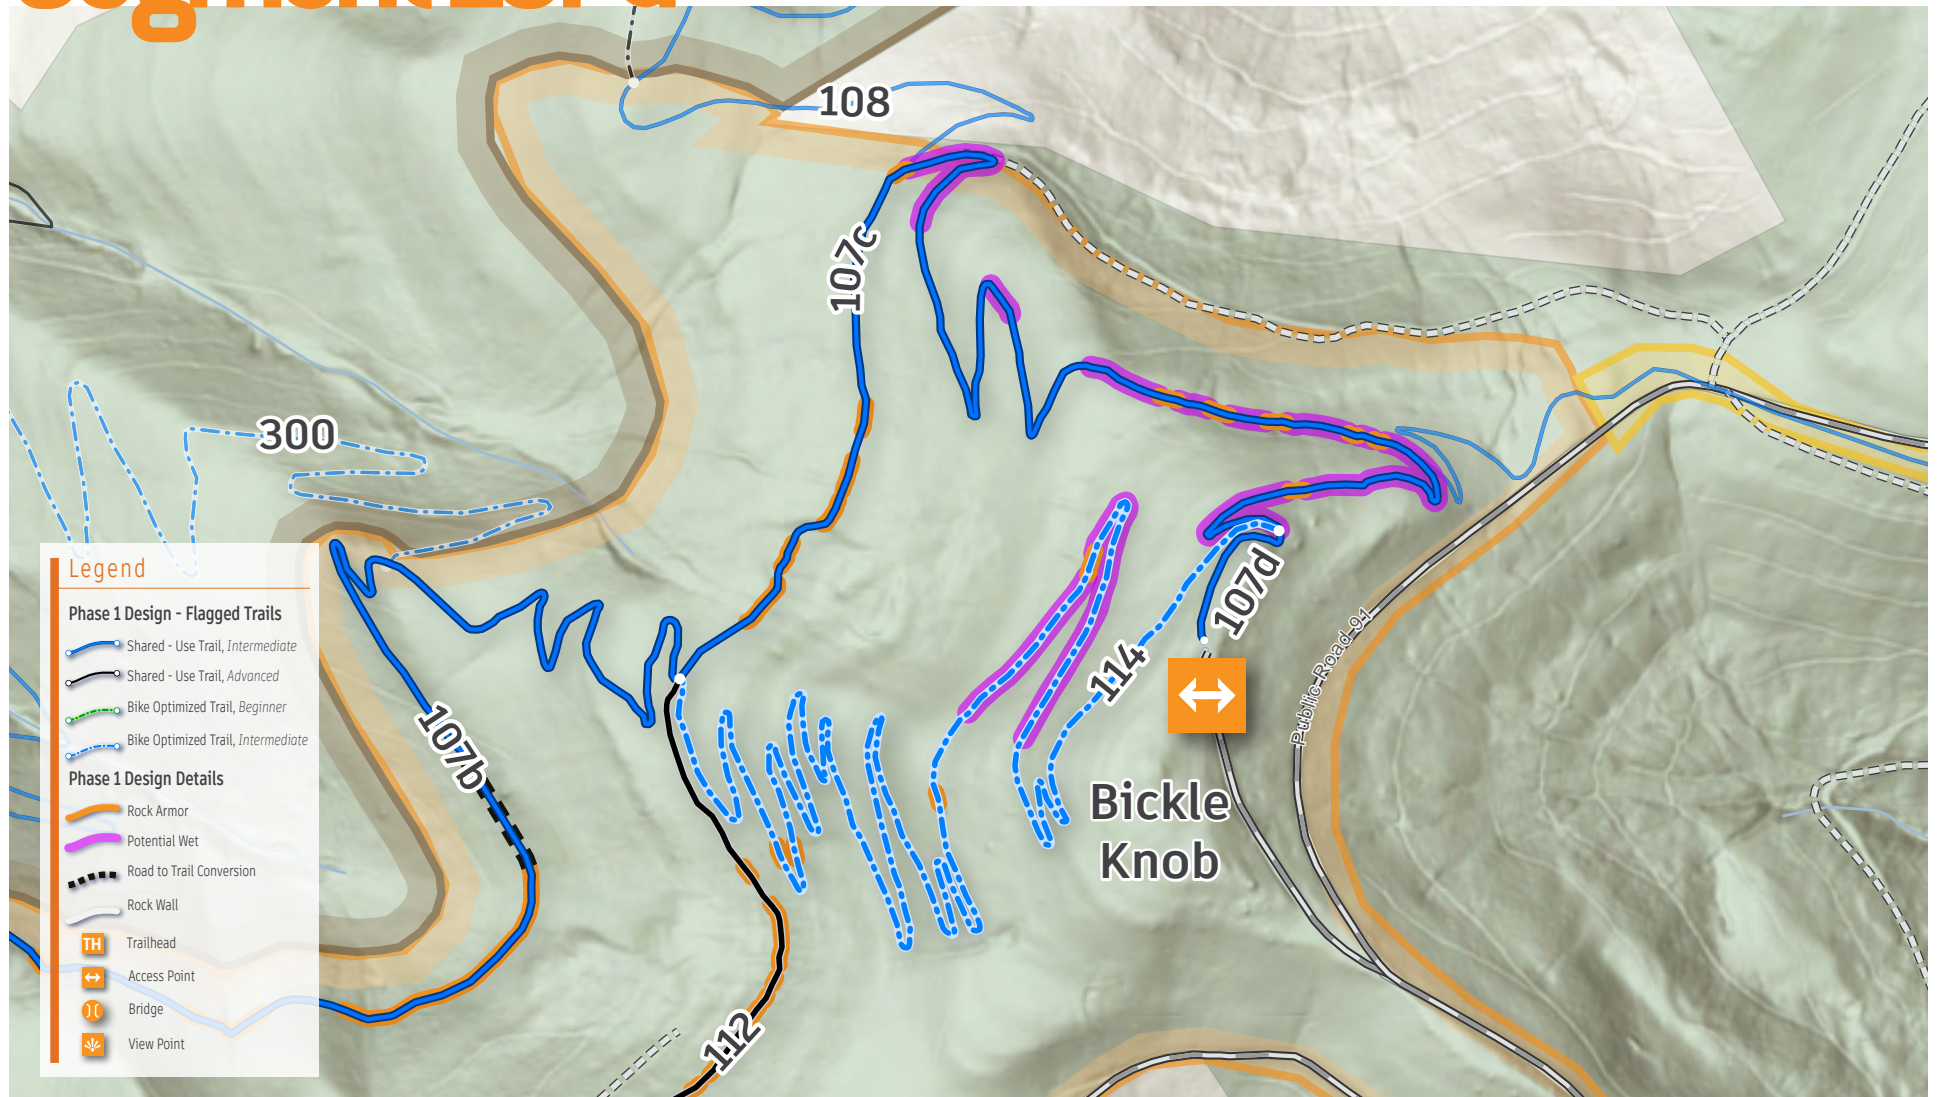 108
107c
300
107d
114
Public Road 91
107b
Bickle
Knob
112
Legend
Phase 1 Design - Flagged Trails
Shared - Use Trail, Intermediate
Shared - Use Trail, Advanced
Bike Optimized Trail, Beginner
Bike Optimized Trail, Intermediate
Phase 1 Design Details
Rock Armor
Potential Wet
Road to Trail Conversion
Rock Wall
TH Trailhead
Access Point
Bridge
View Point